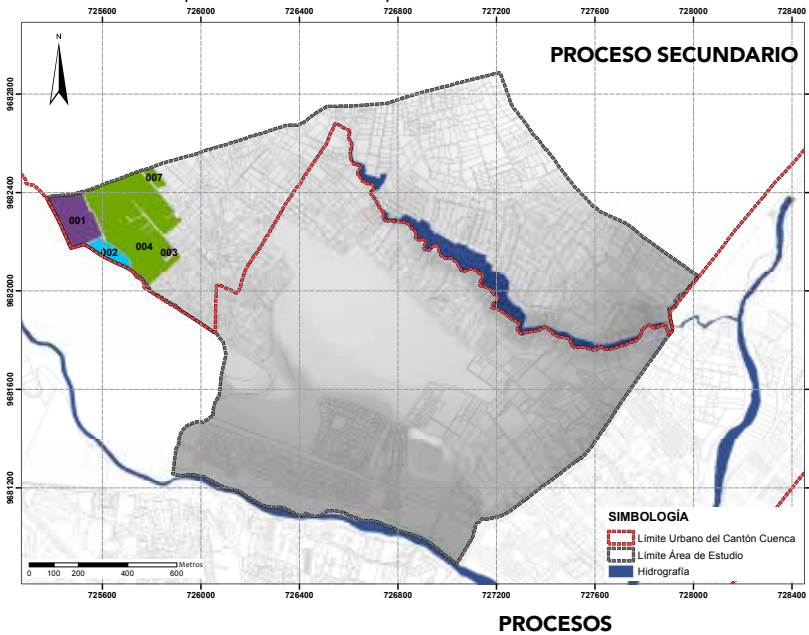 725600 726000 726400 726800 727200 727600 728000 728400
PROCESO SECUNDARIO
N
9682800
9682400
9682000
9681600
9681200
007
001
004
002
003
SIMBOLOGÍA
Límite Urbano del Cantón Cuenca
Límite Área de Estudio
Hidrografía
Metros
0 100 200 400 600
725600 726000 726400 726800 727200 727600 728000 728400
PROCESOS